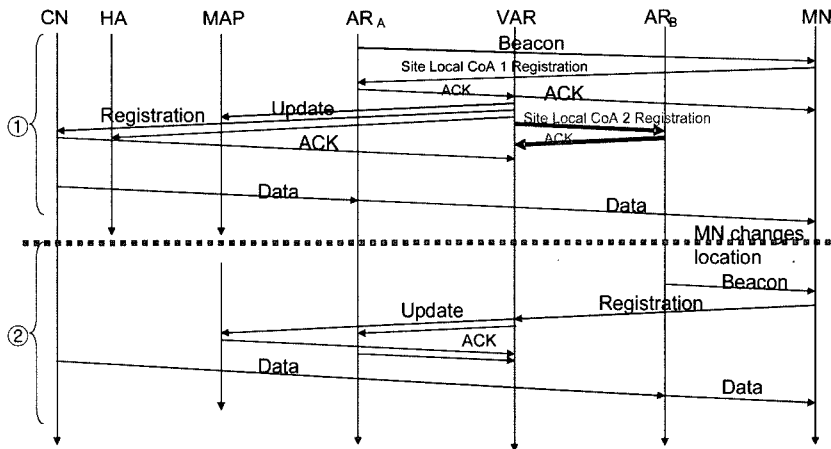 CN HA MAP AR A VAR AR B MN
①
Beacon
Site Local CoA 1 Registration
ACK ACK
Registration Update
Site Local CoA 2 Registration
ACK ACK
Data Data
MN changes
location
②
Beacon
Update Registration
ACK
Data Data